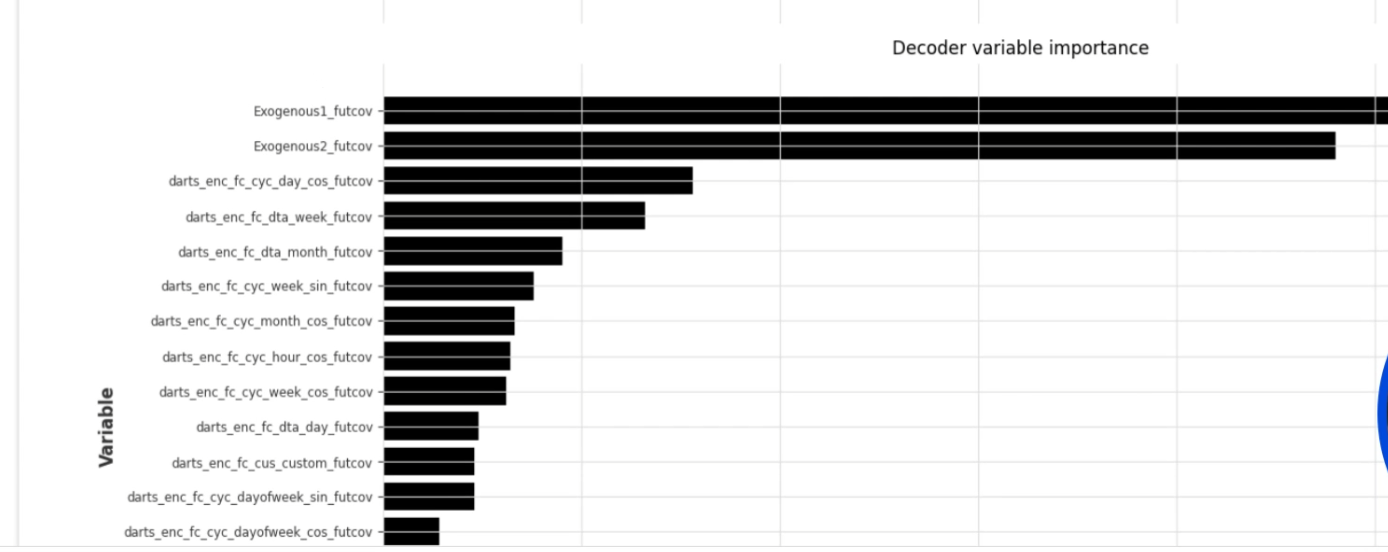 Decoder variable importance
Exogenous1_futcov
Exogenous2_futcov
darts_enc_fc_cyc_day_cos_futcov
darts_enc_fc_dta_week_futcov
darts_enc_fc_dta_month_futcov
darts_enc_fc_cyc_week_sin_futcov
darts_enc_fc_cyc_month_cos_futcov
darts_enc_fc_cyc_hour_cos_futcov
darts_enc_fc_cyc_week_cos_futcov
darts_enc_fc_dta_day_futcov
darts_enc_fc_cus_custom_futcov
darts_enc_fc_cyc_dayofweek_sin_futcov
darts_enc_fc_cyc_dayofweek_cos_futcov
Variable